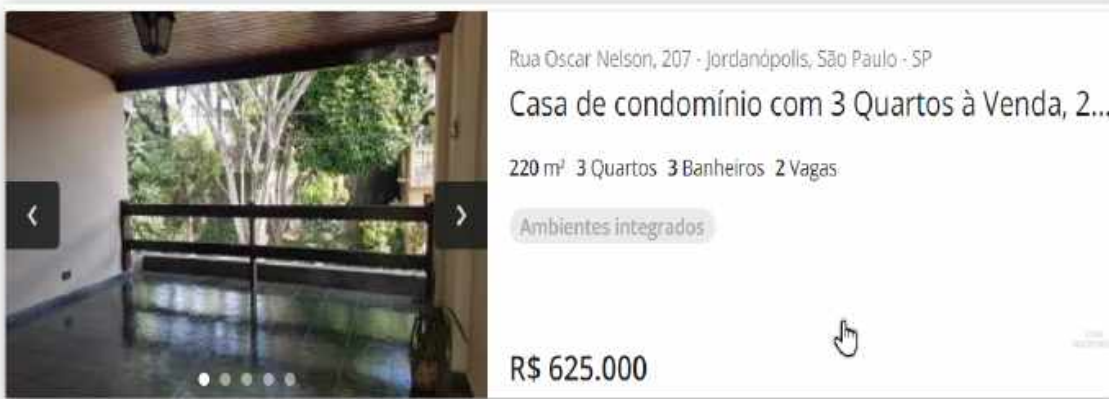 Rua Oscar Nelson, 207 - Jordanópolis, São Paulo - SP
Casa de condomínio com 3 Quartos à Venda, 2...
220 m² 3 Quartos 3 Banheiros 2 Vagas
Ambientes integrados
R$ 625.000